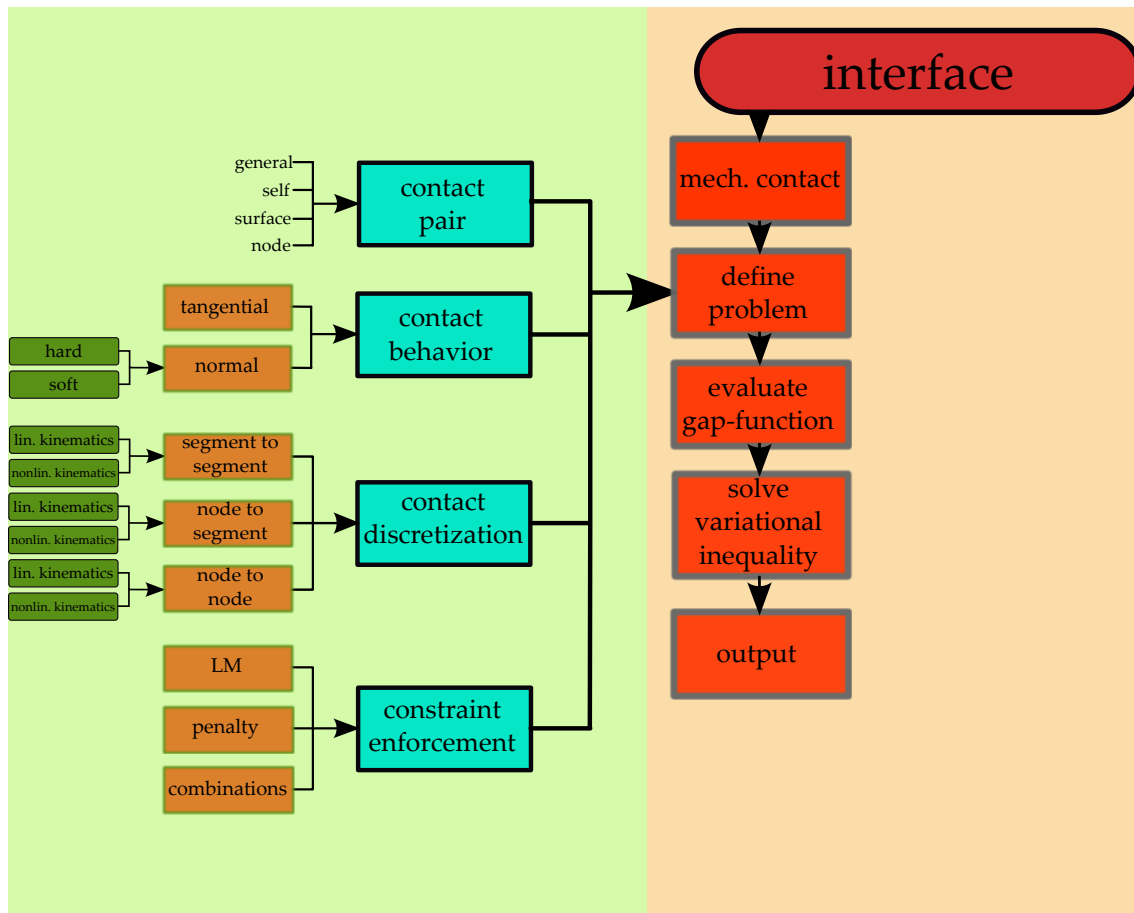 interface
mech. contact
define
problem
evaluate
gap-function
solve
variational
inequality
output
general
self
surface
node
contact
pair
tangential
normal
hard
soft
contact
behavior
lin. kinematics
nonlin. kinematics
segment to
segment
lin. kinematics
nonlin. kinematics
node to
segment
lin. kinematics
nonlin. kinematics
node to
node
contact
discretization
LM
penalty
combinations
constraint
enforcement